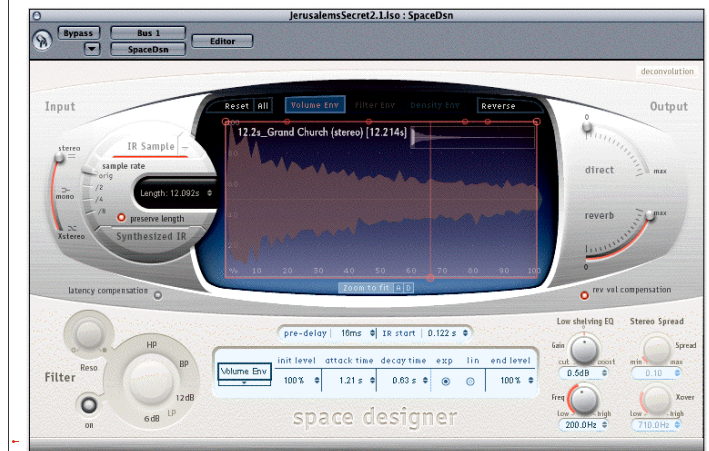 JerusalemsSecret2.1.lso : SpaceDsn
Bypass
Bus 1
SpaceDsn
Editor
deconvolution
Input
Reset All Volume Env Filter Env Density Env Reverse
Output
100
12.2s_Grand Church (stereo) [12.214s]
0
stereo
IR Sample
sample rate
orig
/2
/4
/8
mono
Xstereo
Length: 12.092s
preserve length
Synthesized IR
direct
max
reverb
max
0
% 10 20 30 40 50 60 70 80 90 100
Zoom to fit A D
latency compensation
rev vol compensation
pre-delay 16ms IR start 0.122 s
Low shelving EQ
Stereo Spread
Filter
Reso
HP
BP
12dB
LP
6dB
on
Volume Env
init level attack time decay time exp lin end level
100% 1.21 s 0.63 s 100%
space designer
Gain
cut boost
0.5dB
Spread
min max
0.10
Freq
low high
200.0Hz
Xover
low high
710.0Hz